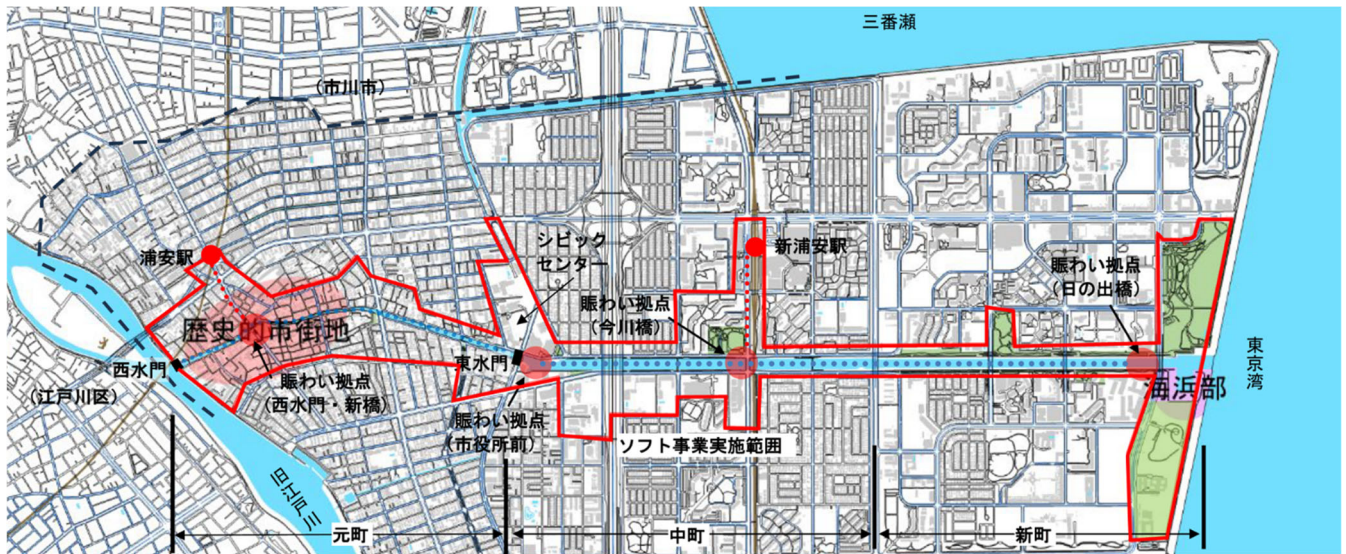 三番瀬
（市川市）
浦安駅
シビック
センター
新浦安駅
賑わい拠点
（日の出橋）
賑わい拠点
（今川橋）
歴史的市街地
西水門
東水門
東京湾
（江戸川区）
賑わい拠点
（西水門・新橋）
海浜部
賑わい拠点
（市役所前）
ソフト事業実施範囲
旧江戸川
元町
中町
新町